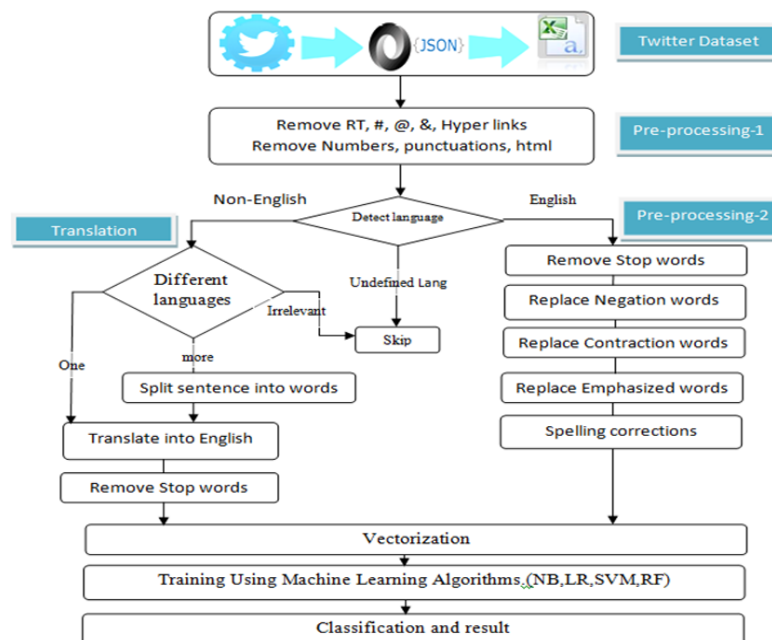 {JSON}
a,
Twitter Dataset
Remove RT, #, @, &, Hyper links
Remove Numbers, punctuations, html
Pre-processing-1
Non-English
Detect language
English
Pre-processing-2
Translation
Different
languages
Undefined Lang
Irrelevant
Skip
One
more
Split sentence into words
Translate into English
Remove Stop words
Remove Stop words
Replace Negation words
Replace Contraction words
Replace Emphasized words
Spelling corrections
Vectorization
Training Using Machine Learning Algorithms.(NB,LR,SVM,RF)
Classification and result